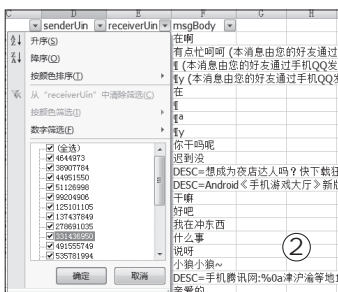 C D E F G H
senderUin receiverUin msgBody
升序(S)
降序(O)
按颜色排序(T)
从 "receiverUin" 中清除筛选(C)
按颜色筛选(I)
数字筛选(F)
(全选)
4644973
38907784
44951550
51126998
99204906
125101105
137437849
278691035
331436950
491555749
535781994
确定 取消
在啊
有点忙呵呵 (本消息由您的好友通过
¶ (本消息由您的好友通过手机QQ发
¶y (本消息由您的好友通过手机QQ发
在
¶
¶a
¶y
你干吗呢
迟到没
DESC=想成为夜店达人吗?快下载狂
DESC=Android《手机游戏大厅》新版
干嘛
好吧
我在冲东西
什么事
说呀
小狼小狼~
DESC=手机腾讯网:%0a津沪渝等地1
亲爱的
②